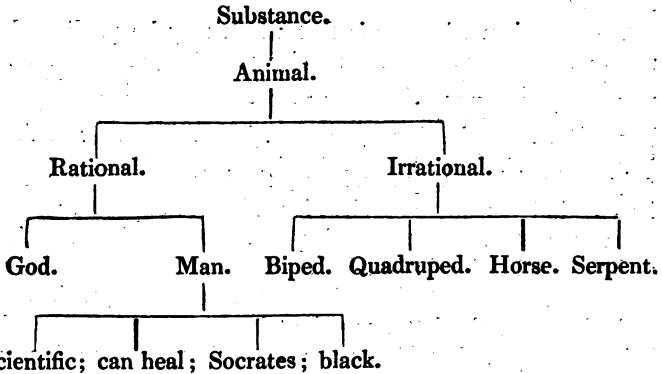 Substance.
Animal.
Rational. Irrational.
God. Man. Biped. Quadruped. Horse. Serpent.
cientific; can heal; Socrates; black.